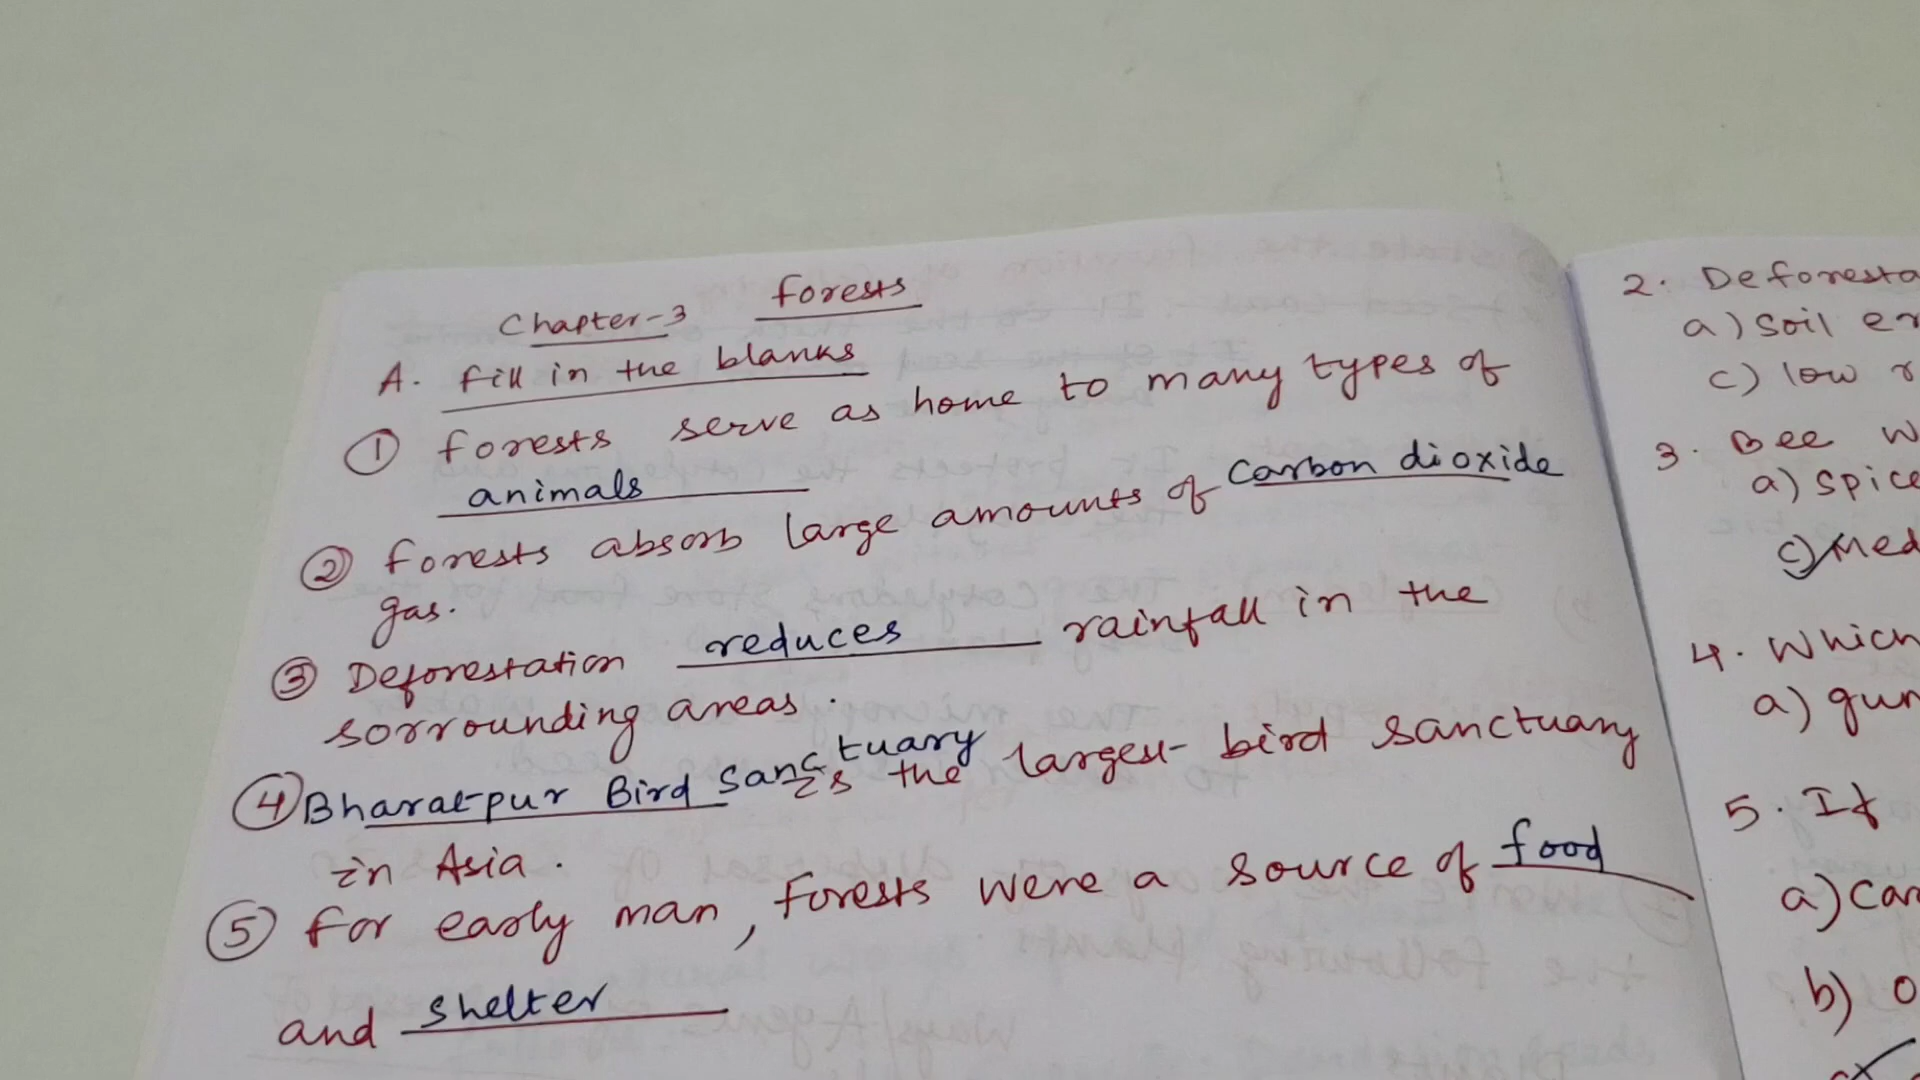 Chapter-3 forests
A. fill in the blanks
① forests serve as home to many types of
animals
② forests absorb large amounts of carbon dioxide
gas.
③ Deforestation reduces rainfall in the
sorrounding areas.
④ Bharatpur Bird Sanctuary is the largest bird sanctuary
in Asia.
⑤ for early man, forests were a source of food
and shelter
2. Deforesta
a) Soil er
c) low r
3. Bee w
a) Spice
c) Med
4. Which
a) gum
5. If
a) Can
b) O